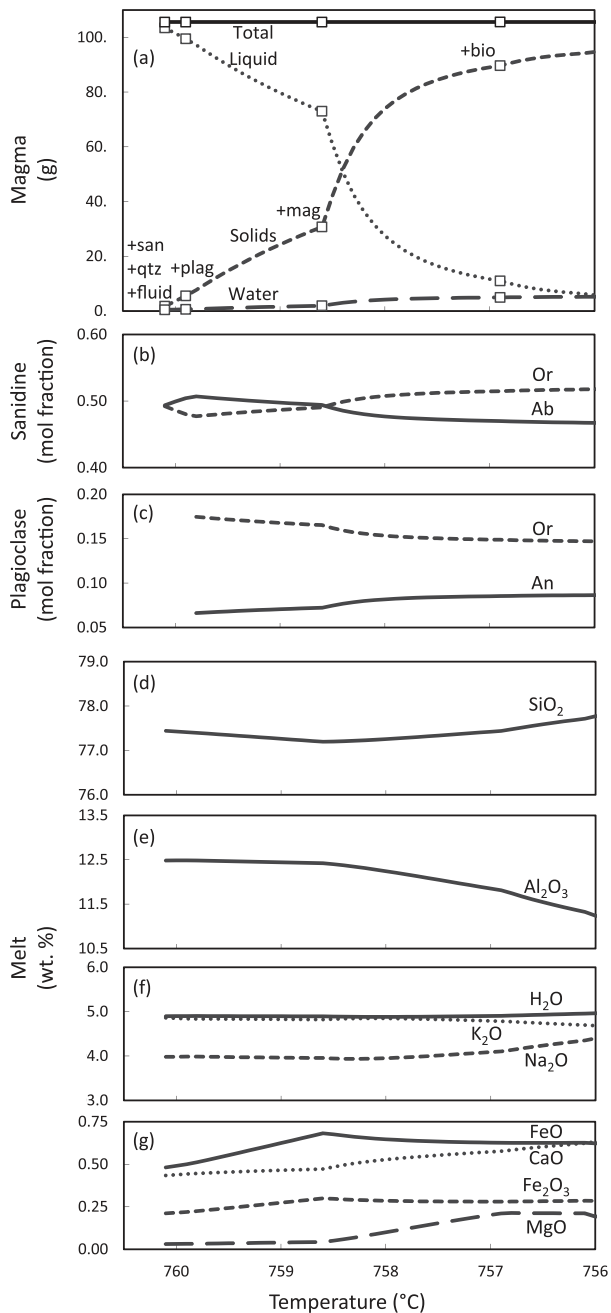 100.
80.
60.
40.
20.
0.
Magma
(g)
(a)
Total
Liquid
+bio
+mag
Solids
+san
+qtz
+plag
+fluid
Water
0.60
0.50
0.40
Sanidine
(mol fraction)
(b)
Or
Ab
0.20
0.15
0.10
0.05
Plagioclase
(mol fraction)
(c)
Or
An
79.0
78.0
77.0
76.0
(d)
SiO₂
13.5
12.5
11.5
10.5
(e)
Al₂O₃
Melt
(wt. %)
6.0
5.0
4.0
3.0
(f)
H₂O
K₂O
Na₂O
0.75
0.50
0.25
0.00
(g)
FeO
CaO
Fe₂O₃
MgO
760 759 758 757 756
Temperature (°C)